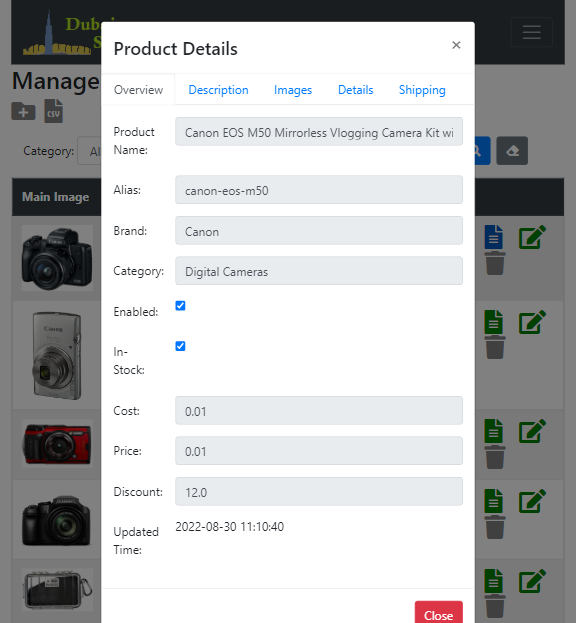 Product Details
×
Manage
CSV
Overview Description Images Details Shipping
Category:
Main Image
Product Name: Canon EOS M50 Mirrorless Vlogging Camera Kit wi
Alias: canon-eos-m50
Brand: Canon
Category: Digital Cameras
Enabled:
In-Stock:
Cost: 0.01
Price: 0.01
Discount: 12.0
Updated Time: 2022-08-30 11:10:40
Close